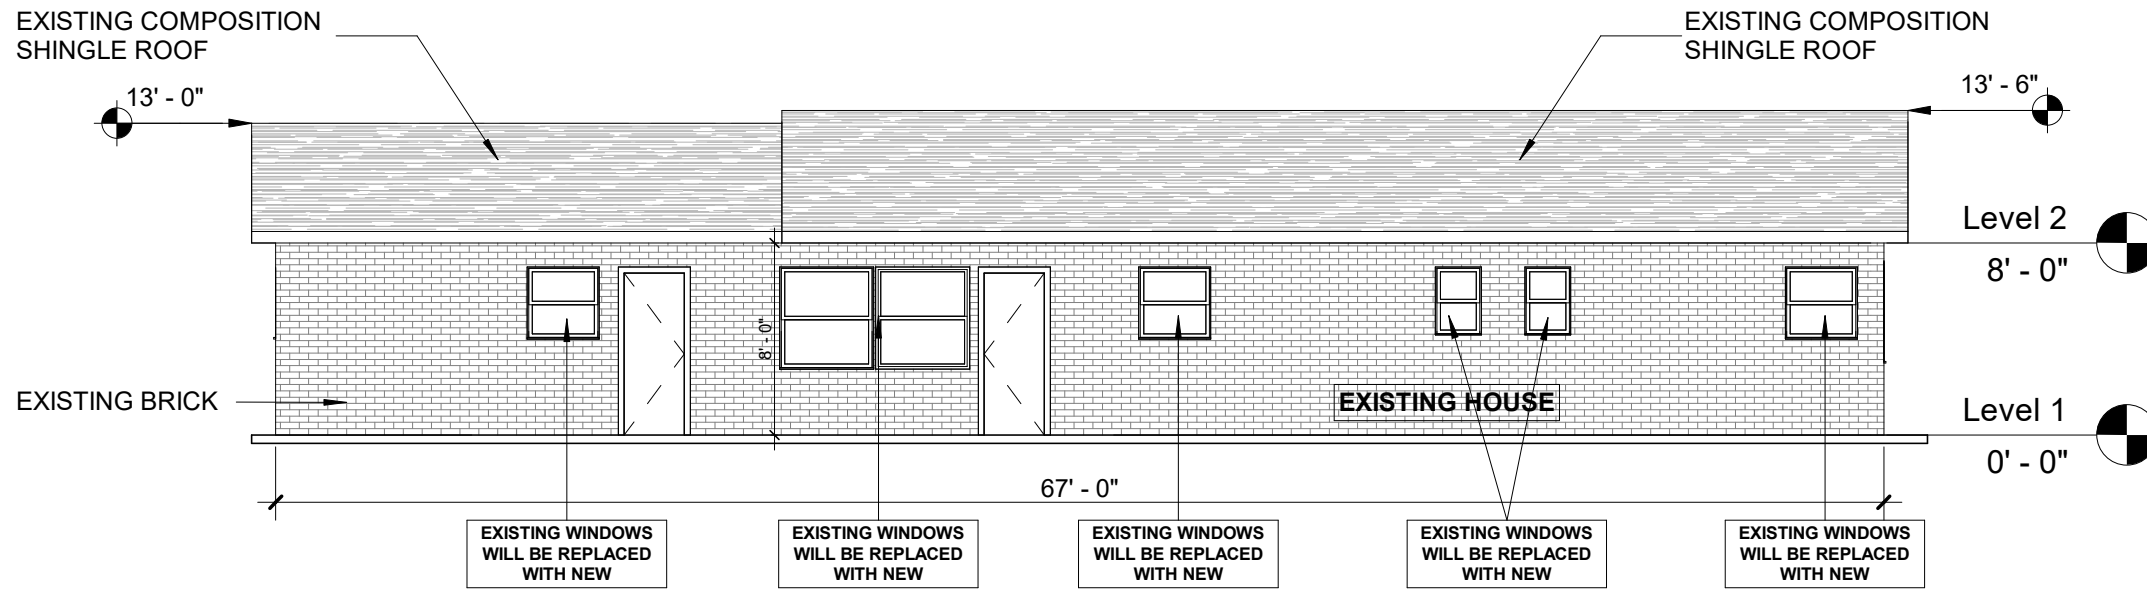 EXISTING COMPOSITION
SHINGLE ROOF
EXISTING COMPOSITION
SHINGLE ROOF
13' - 0"
13' - 6"
Level 2
8' - 0"
8' - 0"
EXISTING BRICK
EXISTING HOUSE
Level 1
0' - 0"
67' - 0"
EXISTING WINDOWS
WILL BE REPLACED
WITH NEW
EXISTING WINDOWS
WILL BE REPLACED
WITH NEW
EXISTING WINDOWS
WILL BE REPLACED
WITH NEW
EXISTING WINDOWS
WILL BE REPLACED
WITH NEW
EXISTING WINDOWS
WILL BE REPLACED
WITH NEW